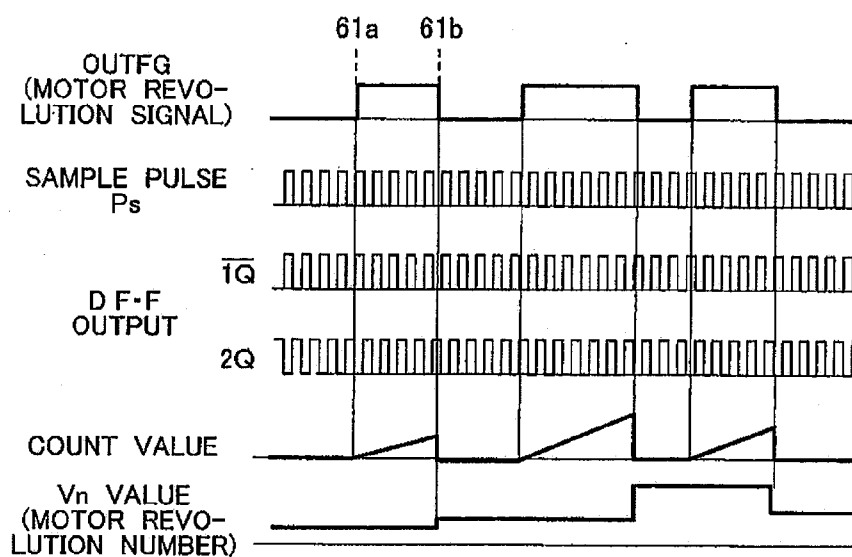 61a 61b
OUTFG
(MOTOR REVO-
LUTION SIGNAL)
SAMPLE PULSE
Ps
1Q
D F·F
OUTPUT
2Q
COUNT VALUE
Vn VALUE
(MOTOR REVO-
LUTION NUMBER)